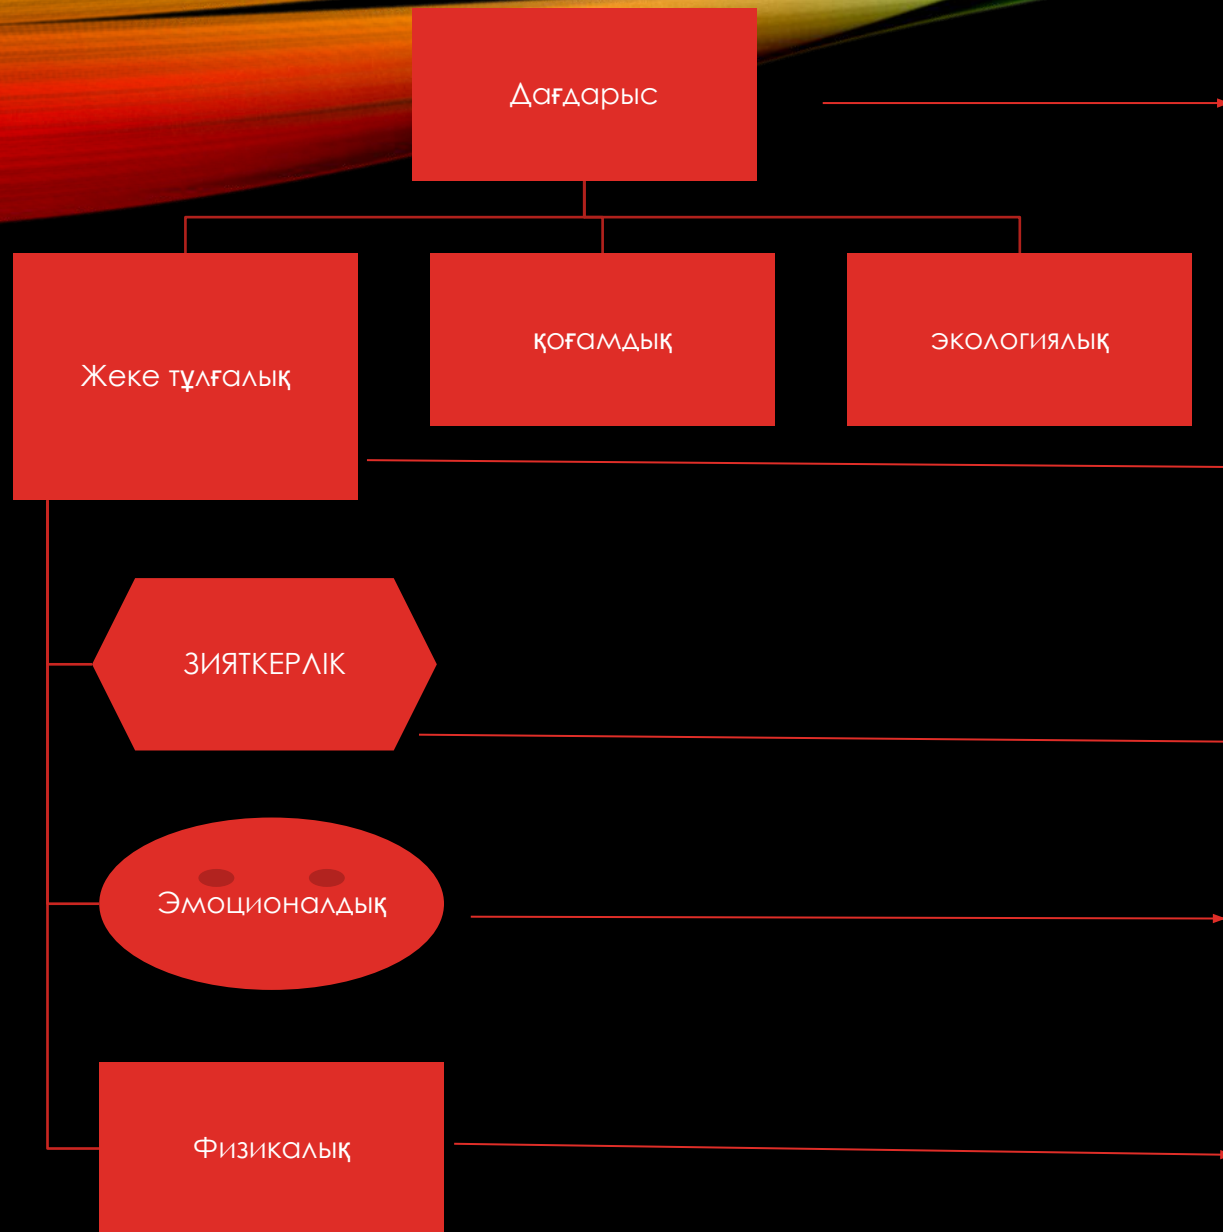 Дағдарыс
Жеке тұлғалық
қоғамдық
экологиялық
ЗИЯТКЕРЛІК
Эмоционалдық
Физикалық